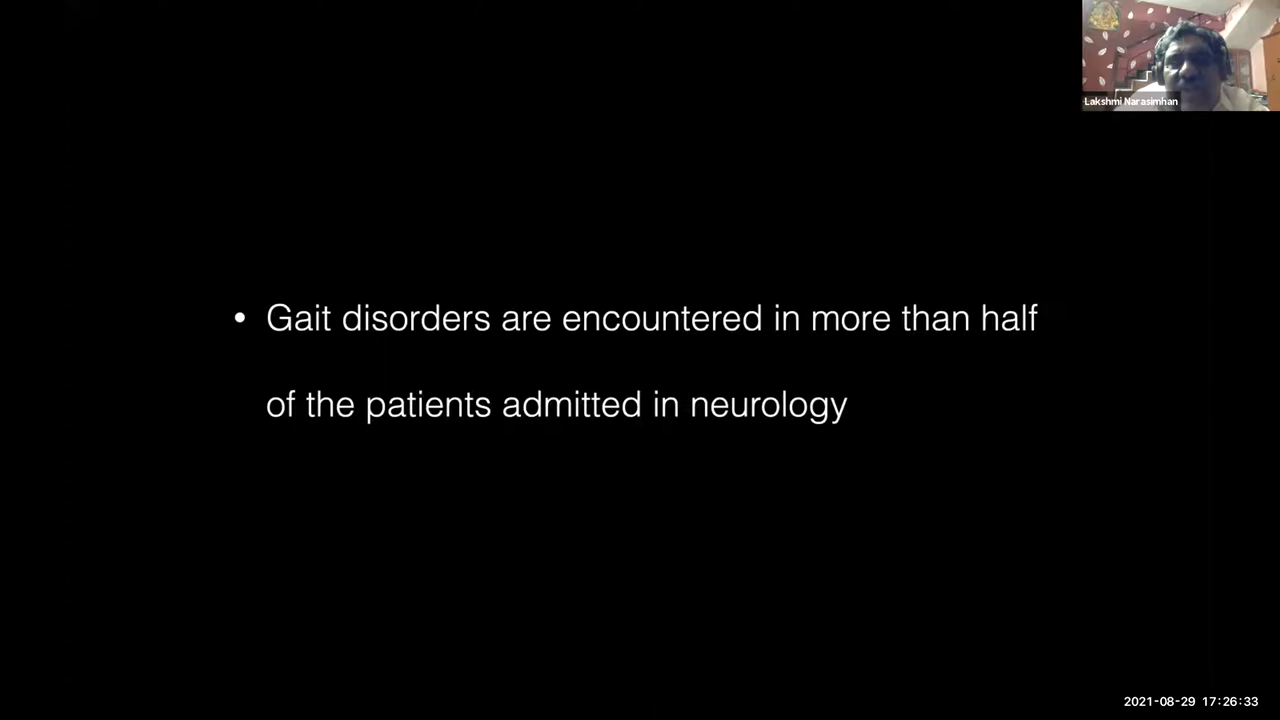 Lakshmi Narasimhan
• Gait disorders are encountered in more than half
of the patients admitted in neurology
2021-08-29 17:26:33